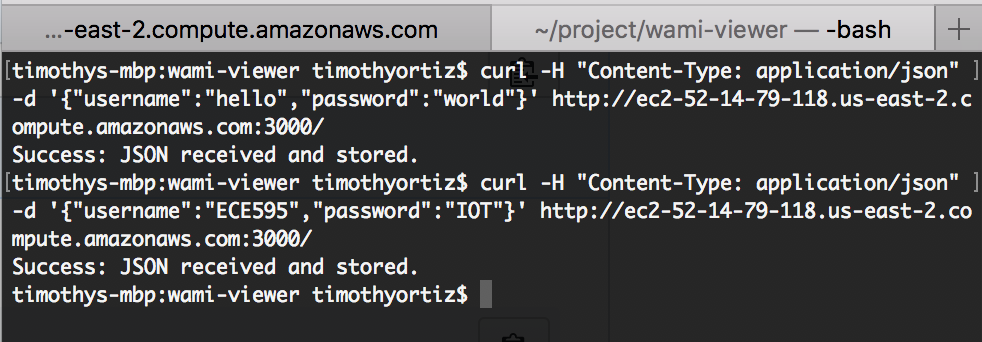 ...-east-2.compute.amazonaws.com
~/project/wami-viewer — -bash
[timothys-mbp:wami-viewer timothyortiz$ curl -H "Content-Type: application/json" ]
-d '{"username":"hello","password":"world"}' http://ec2-52-14-79-118.us-east-2.c
ompute.amazonaws.com:3000/
Success: JSON received and stored.
[timothys-mbp:wami-viewer timothyortiz$ curl -H "Content-Type: application/json" ]
-d '{"username":"ECE595","password":"IOT"}' http://ec2-52-14-79-118.us-east-2.co
mpute.amazonaws.com:3000/
Success: JSON received and stored.
timothys-mbp:wami-viewer timothyortiz$